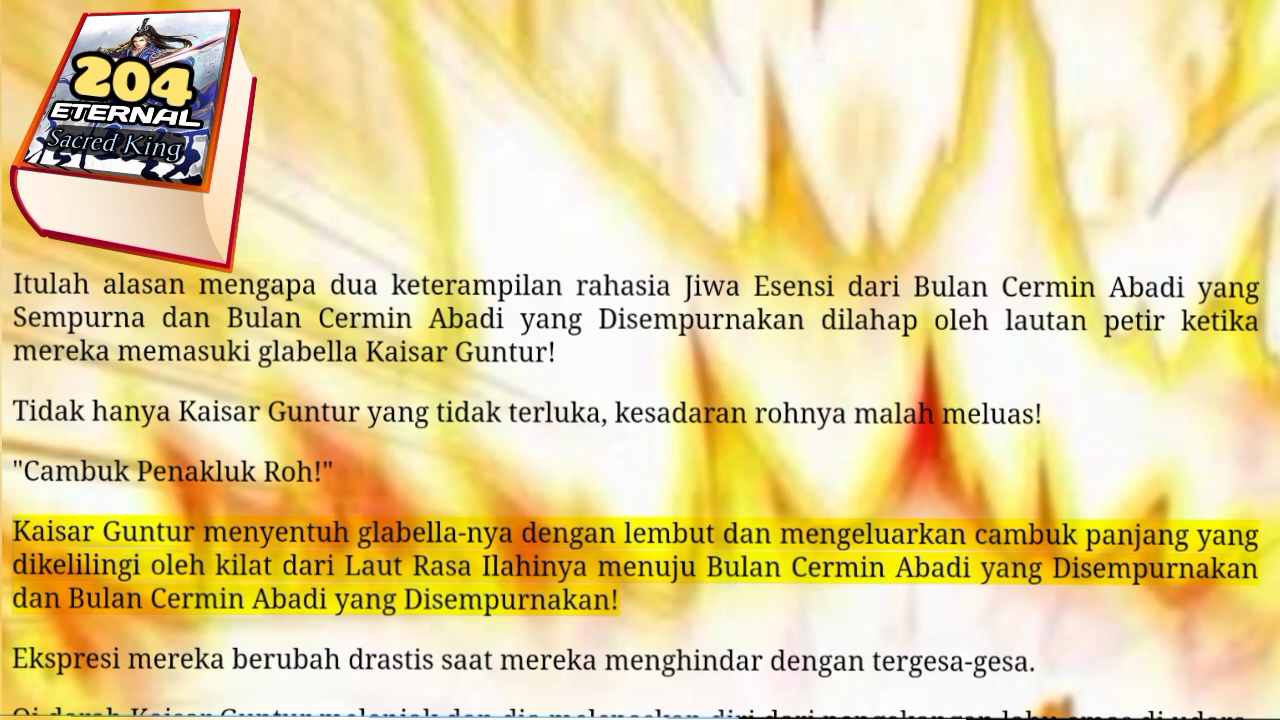 204
ETERNAL
Sacred King
Itulah alasan mengapa dua keterampilan rahasia Jiwa Esensi dari Bulan Cermin Abadi yang
Sempurna dan Bulan Cermin Abadi yang Disempurnakan dilahap oleh lautan petir ketika
mereka memasuki glabella Kaisar Guntur!
Tidak hanya Kaisar Guntur yang tidak terluka, kesadaran rohnya malah meluas!
"Cambuk Penakluk Roh!"
Kaisar Guntur menyentuh glabella-nya dengan lembut dan mengeluarkan cambuk panjang yang
dikelilingi oleh kilat dari Laut Rasa Ilahinya menuju Bulan Cermin Abadi yang Disempurnakan
dan Bulan Cermin Abadi yang Disempurnakan!
Ekspresi mereka berubah drastis saat mereka menghindar dengan tergesa-gesa.